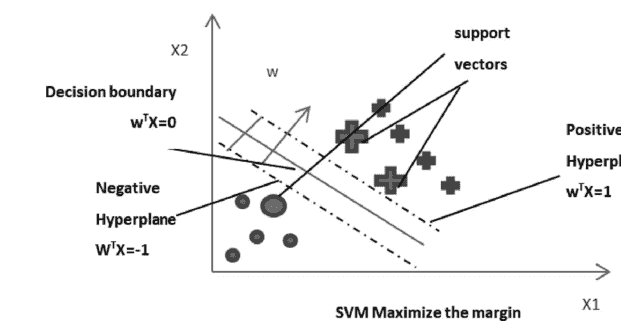 support
vectors
X2
w
Decision boundary
wᵀX=0
Positive
wᵀX=1
Negative
Hyperplane
WᵀX=-1
X1
SVM Maximize the margin